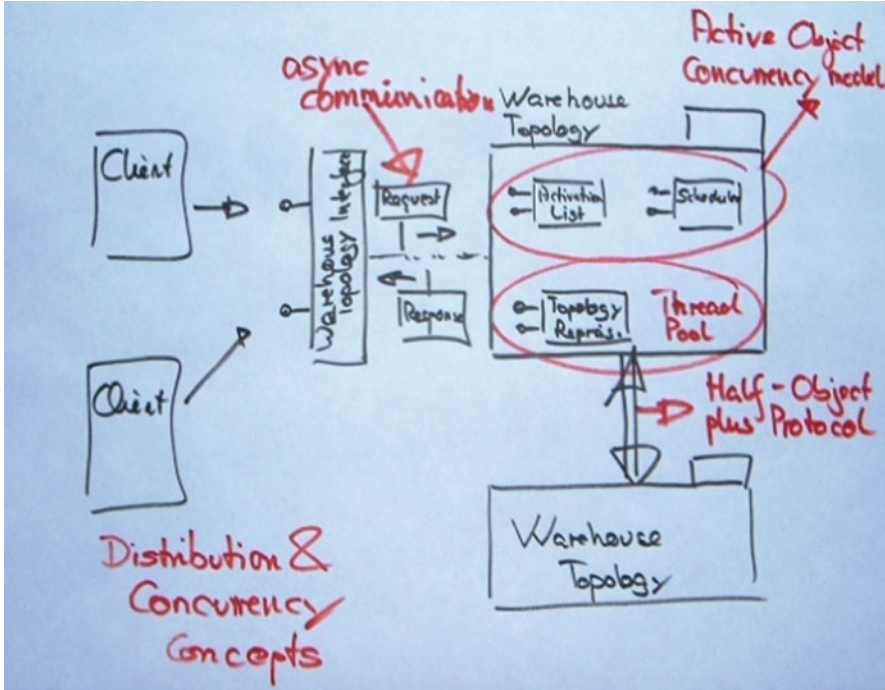 Active Object
Concurrency model
async
communication
Warehouse
Topology
Client
Warehouse
Topology Interface
Request
Activation
List
Scheduler
Response
Topology
Repräs.
Thread
Pool
Client
Half-Object
plus Protocol
Warehouse
Topology
Distribution &
Concurrency
Concepts